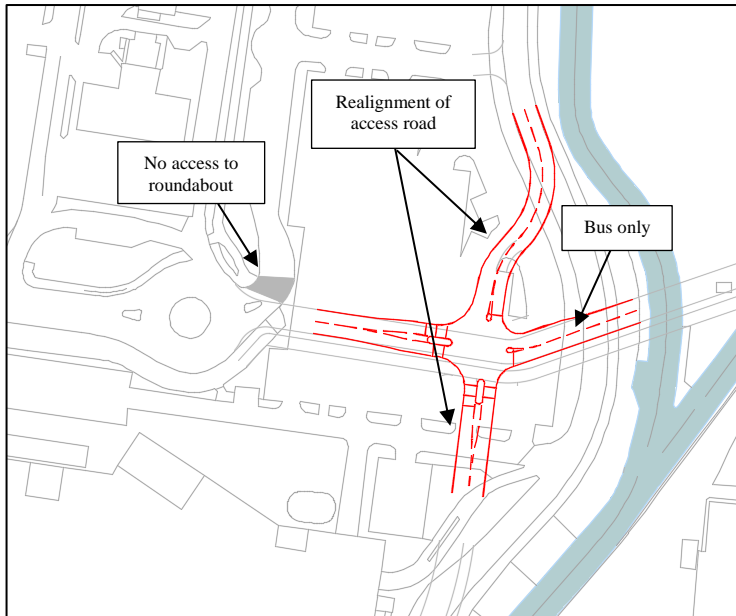 Realignment of
access road
No access to
roundabout
Bus only